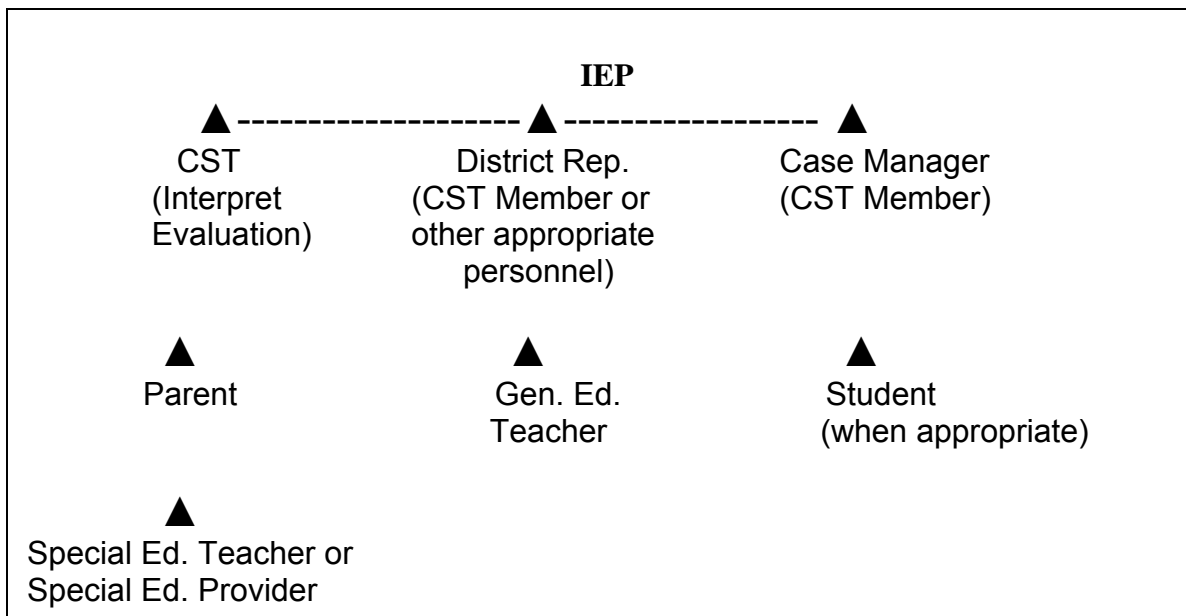 IEP
▲--------------------▲------------------ ▲
CST District Rep. Case Manager
(Interpret (CST Member or (CST Member)
Evaluation) other appropriate
personnel)
▲ ▲ ▲
Parent Gen. Ed. Student
Teacher (when appropriate)
▲
Special Ed. Teacher or
Special Ed. Provider